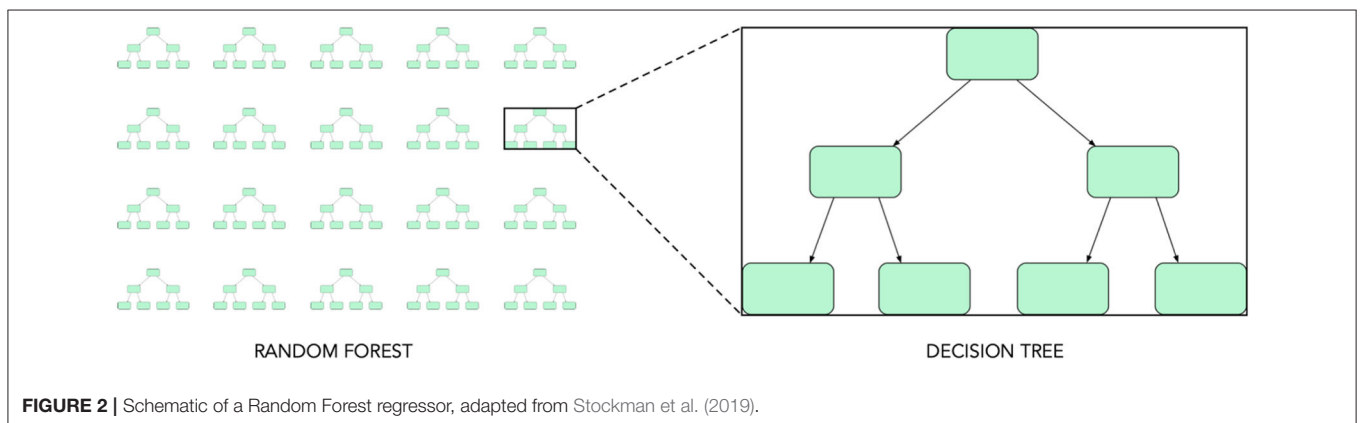 RANDOM FOREST
DECISION TREE
FIGURE 2 | Schematic of a Random Forest regressor, adapted from Stockman et al. (2019).